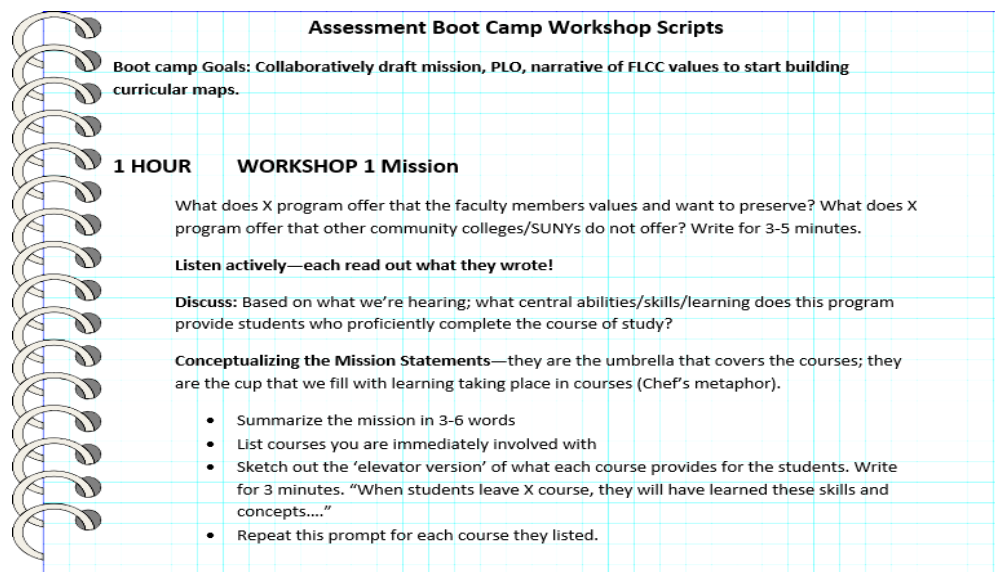 Assessment Boot Camp Workshop Scripts
Boot camp Goals: Collaboratively draft mission, PLO, narrative of FLCC values to start building
curricular maps.
1 HOUR WORKSHOP 1 Mission
What does X program offer that the faculty members values and want to preserve? What does X
program offer that other community colleges/SUNYs do not offer? Write for 3-5 minutes.
Listen actively—each read out what they wrote!
Discuss: Based on what we're hearing; what central abilities/skills/learning does this program
provide students who proficiently complete the course of study?
Conceptualizing the Mission Statements—they are the umbrella that covers the courses; they
are the cup that we fill with learning taking place in courses (Chef's metaphor).
• Summarize the mission in 3-6 words
• List courses you are immediately involved with
• Sketch out the 'elevator version' of what each course provides for the students. Write
for 3 minutes. "When students leave X course, they will have learned these skills and
concepts...."
• Repeat this prompt for each course they listed.